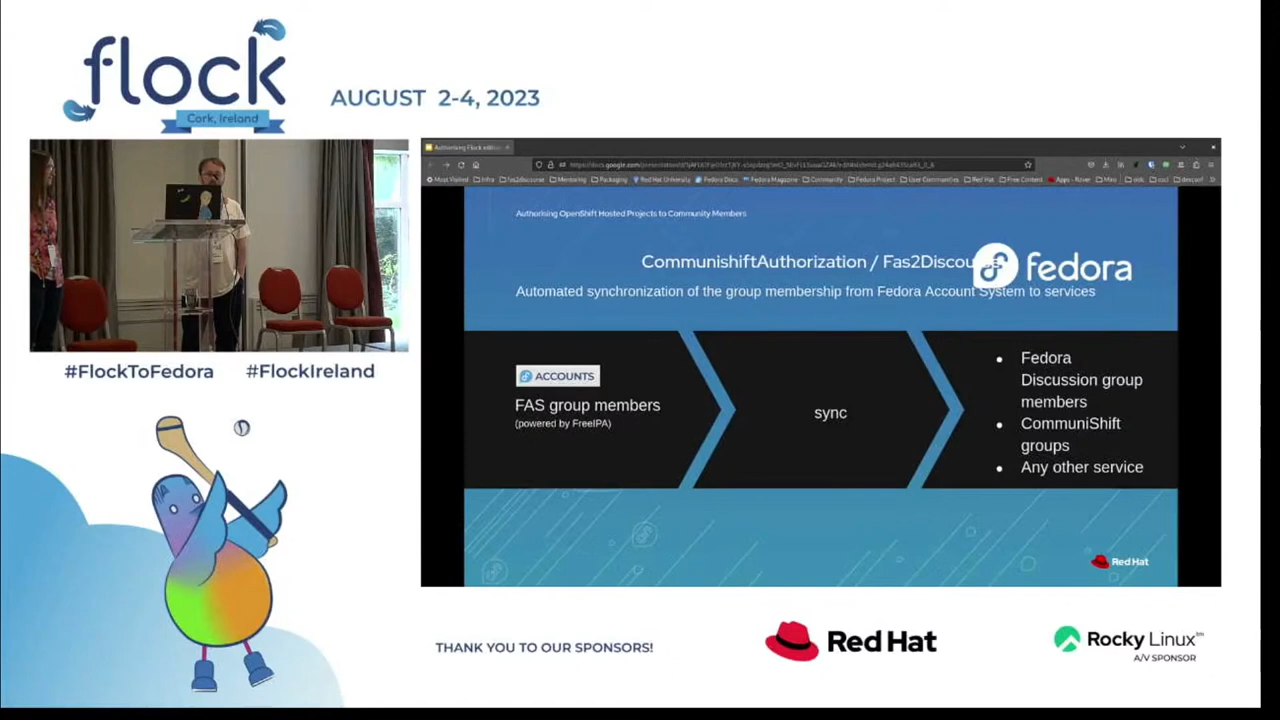 flock
Cork, Ireland
AUGUST 2-4, 2023
Authorising OpenShift Hosted Projects to Community Members
CommunishiftAuthorization / Fas2Discou
fedora
Automated synchronization of the group membership from Fedora Account System to services
ACCOUNTS
FAS group members
(powered by FreeIPA)
sync
Fedora
Discussion group
members
CommuniShift
groups
Any other service
Red Hat
#FlockToFedora #FlockIreland
THANK YOU TO OUR SPONSORS!
Red Hat
Rocky Linux™
A/V SPONSOR